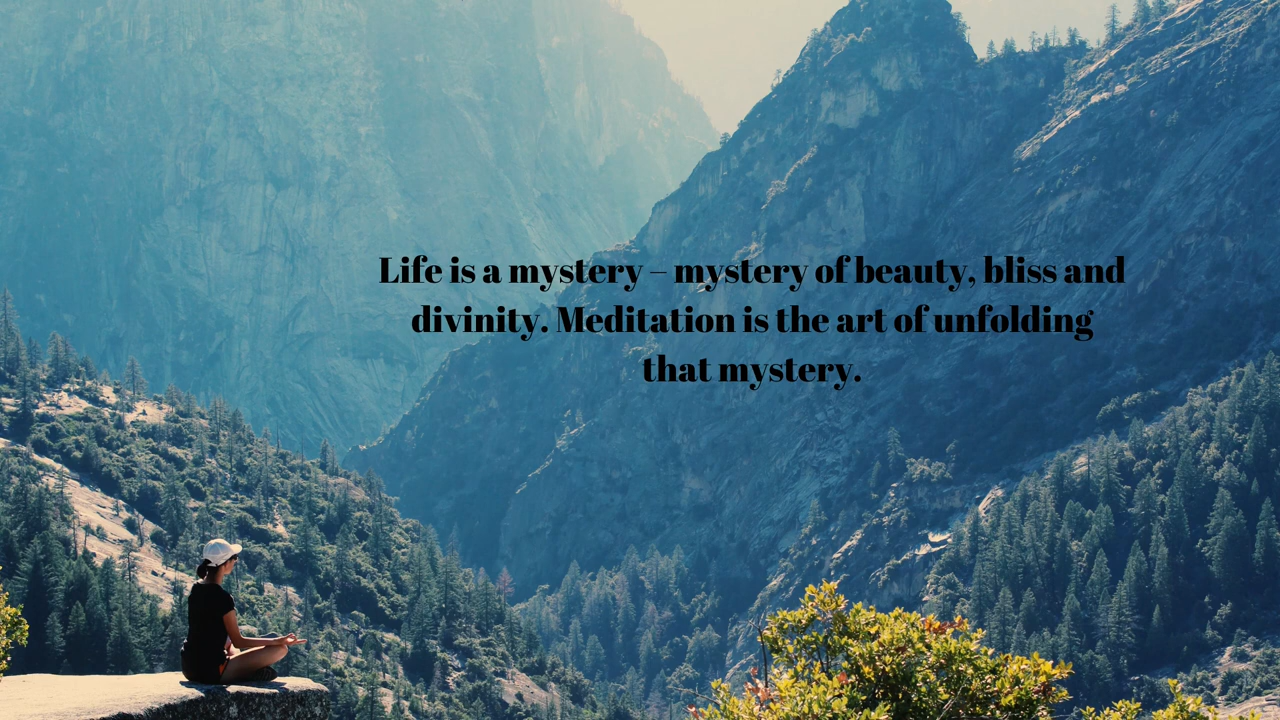 Life is a mystery – mystery of beauty, bliss and
divinity. Meditation is the art of unfolding
that mystery.